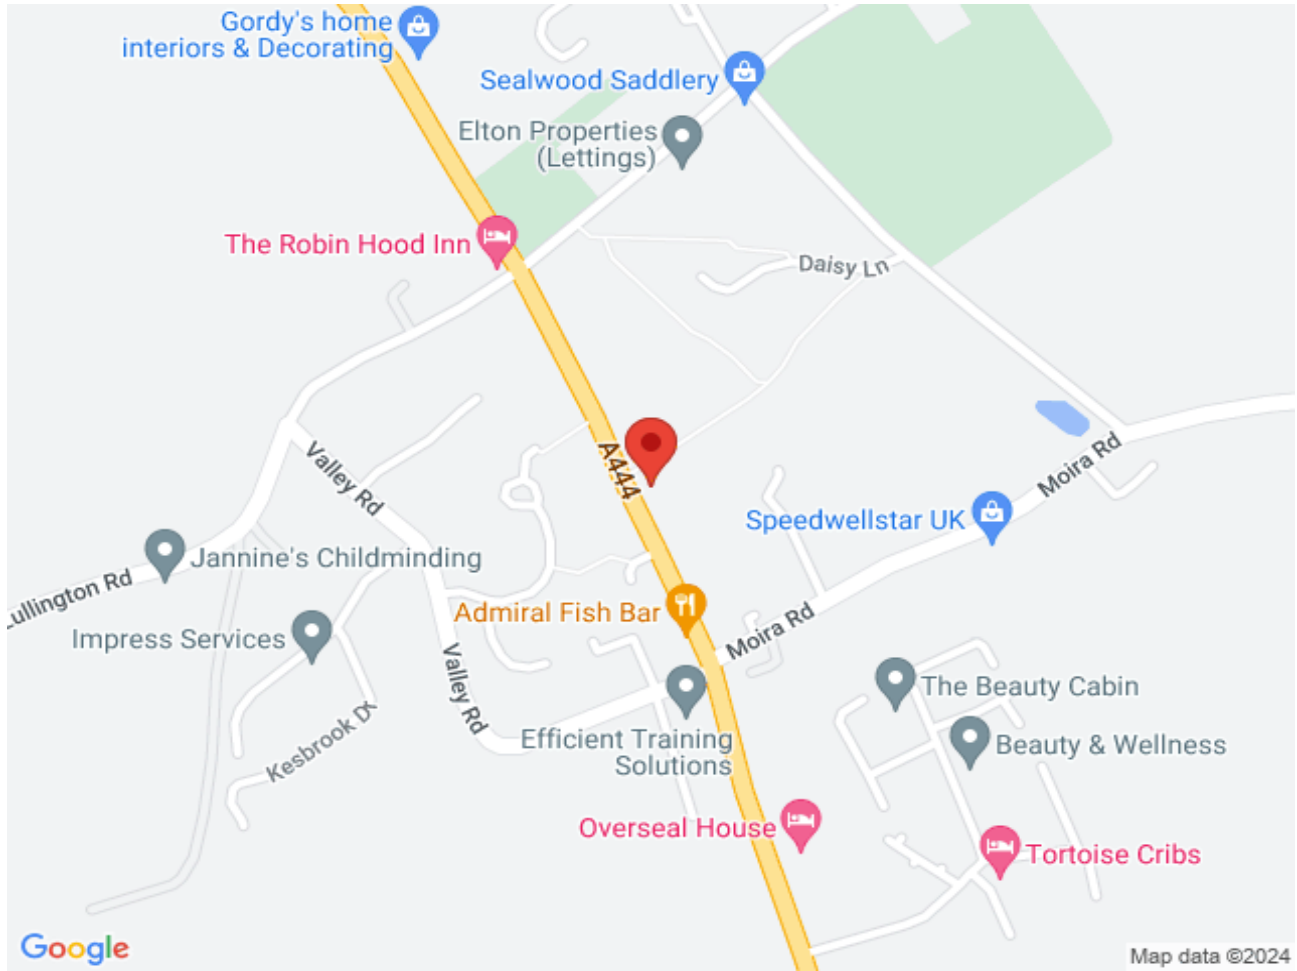 Gordy's home
interiors & Decorating
Sealwood Saddlery
Elton Properties
(Lettings)
The Robin Hood Inn
Daisy Ln
A444
Valley Rd
Moira Rd
Speedwellstar UK
Jannine's Childminding
Lullington Rd
Admiral Fish Bar
Impress Services
Moira Rd
Valley Rd
The Beauty Cabin
Kesbrook Dr
Efficient Training
Solutions
Beauty & Wellness
Overseal House
Tortoise Cribs
Google
Map data ©2024